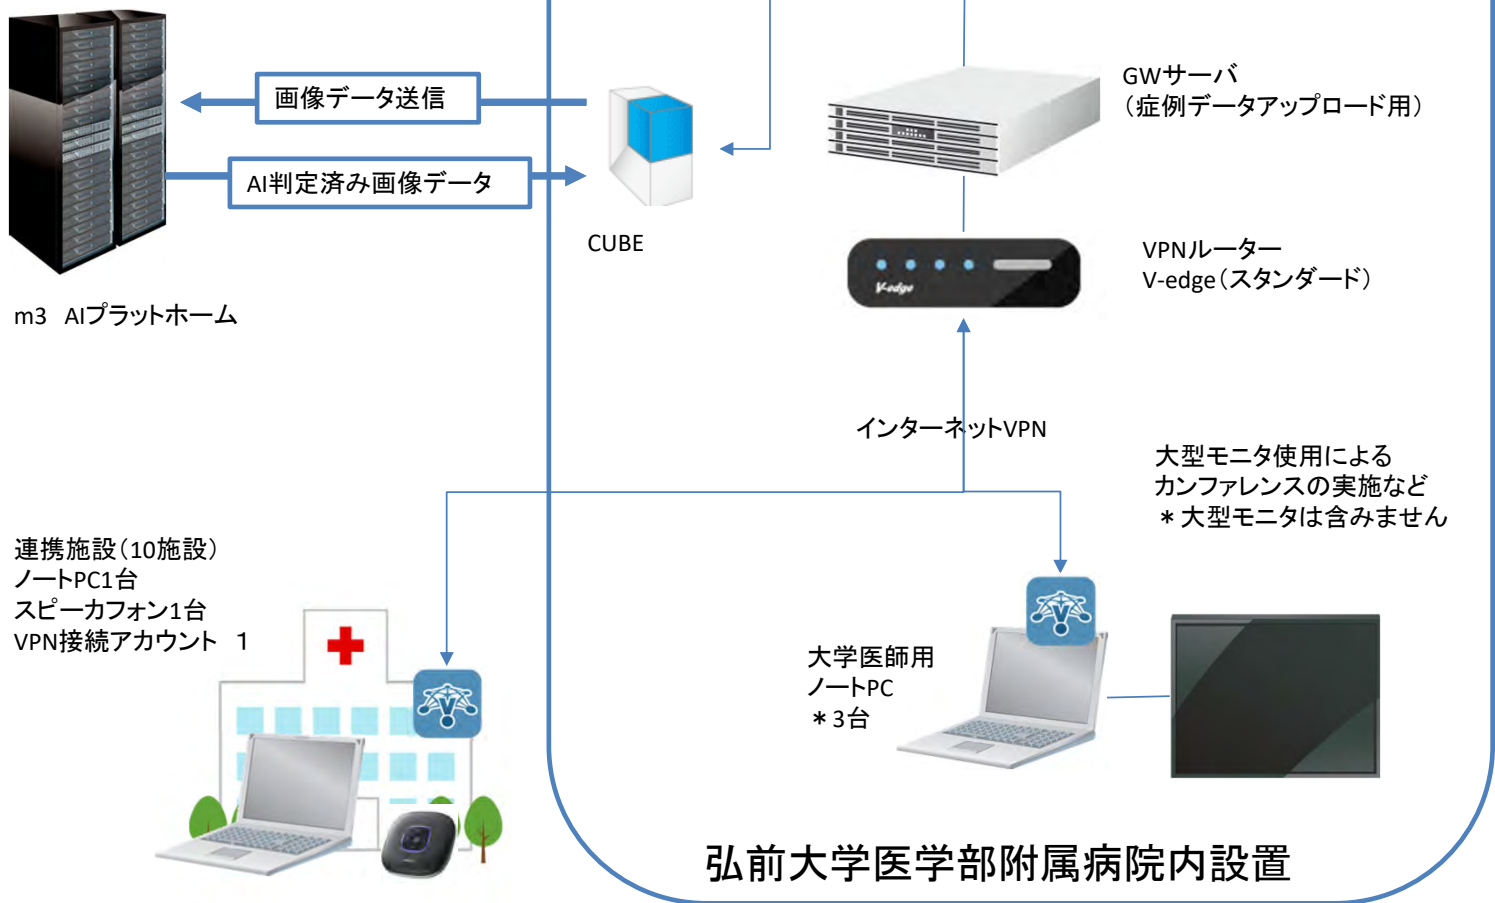 画像データ送信
AI判定済み画像データ
m3 AIプラットホーム
CUBE
GWサーバ
（症例データアップロード用）
V-edge
VPNルーター
V-edge（スタンダード）
インターネットVPN
大型モニタ使用による
カンファレンスの実施など
＊大型モニタは含みません
連携施設（10施設）
ノートPC1台
スピーカフォン1台
VPN接続アカウント 1
V
大学医師用
ノートPC
＊3台
V
弘前大学医学部附属病院内設置